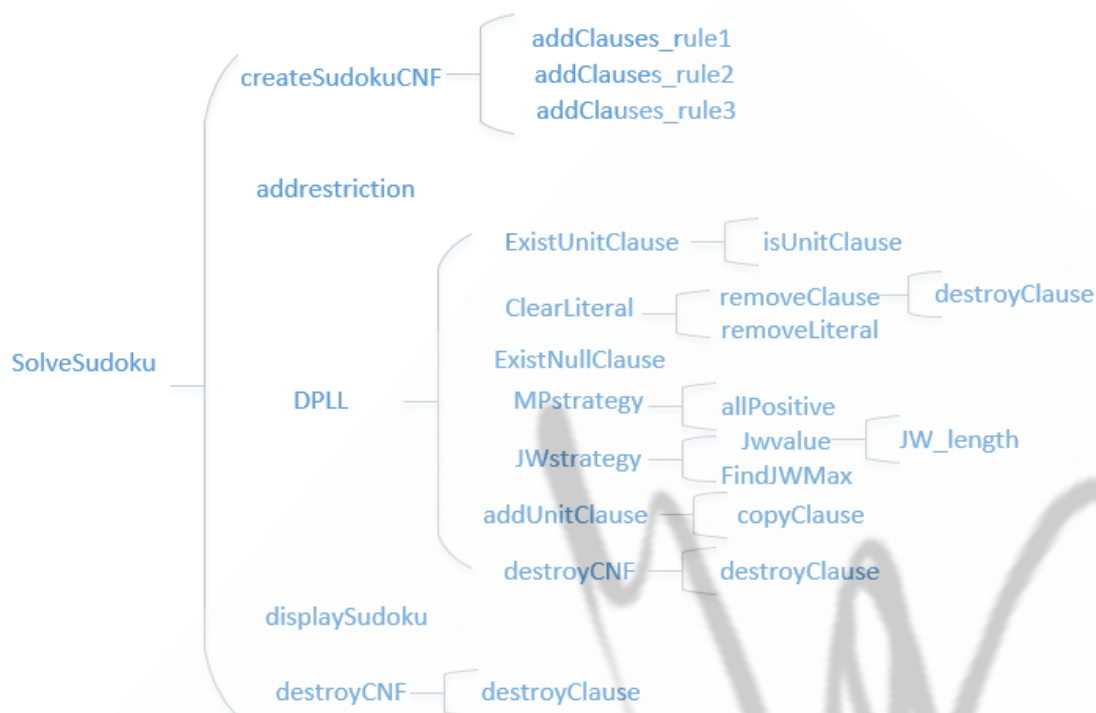 addClauses_rule1
createSudokuCNF
addClauses_rule2
addClauses_rule3
addrestriction
ExistUnitClause
isUnitClause
ClearLiteral
removeClause
destroyClause
removeLiteral
SolveSudoku
ExistNullClause
DPLL
MPstrategy
allPositive
JWstrategy
Jwvalue
JW_length
FindJWMax
addUnitClause
copyClause
destroyCNF
destroyClause
displaySudoku
destroyCNF
destroyClause